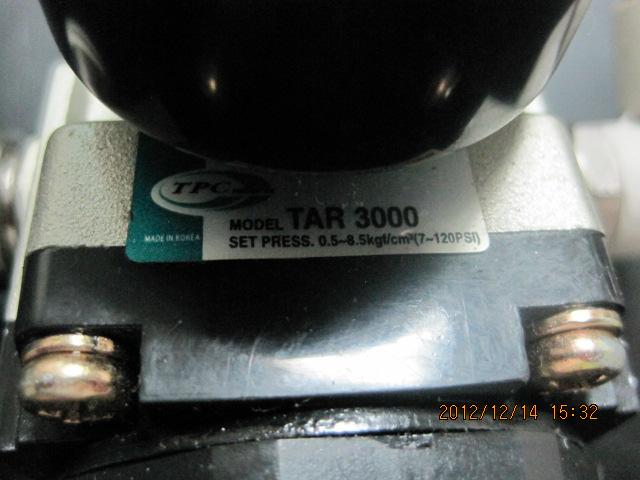 TPC
MODEL TAR 3000
MADE IN KOREA
SET PRESS. 0.5~8.5kgf/cm²(7~120PSI)
2012/12/14 15:32